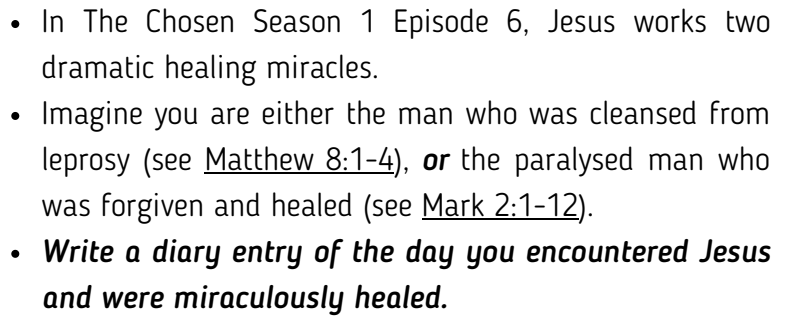 • In The Chosen Season 1 Episode 6, Jesus works two
dramatic healing miracles.
• Imagine you are either the man who was cleansed from
leprosy (see Matthew 8:1-4), or the paralysed man who
was forgiven and healed (see Mark 2:1-12).
• Write a diary entry of the day you encountered Jesus
and were miraculously healed.